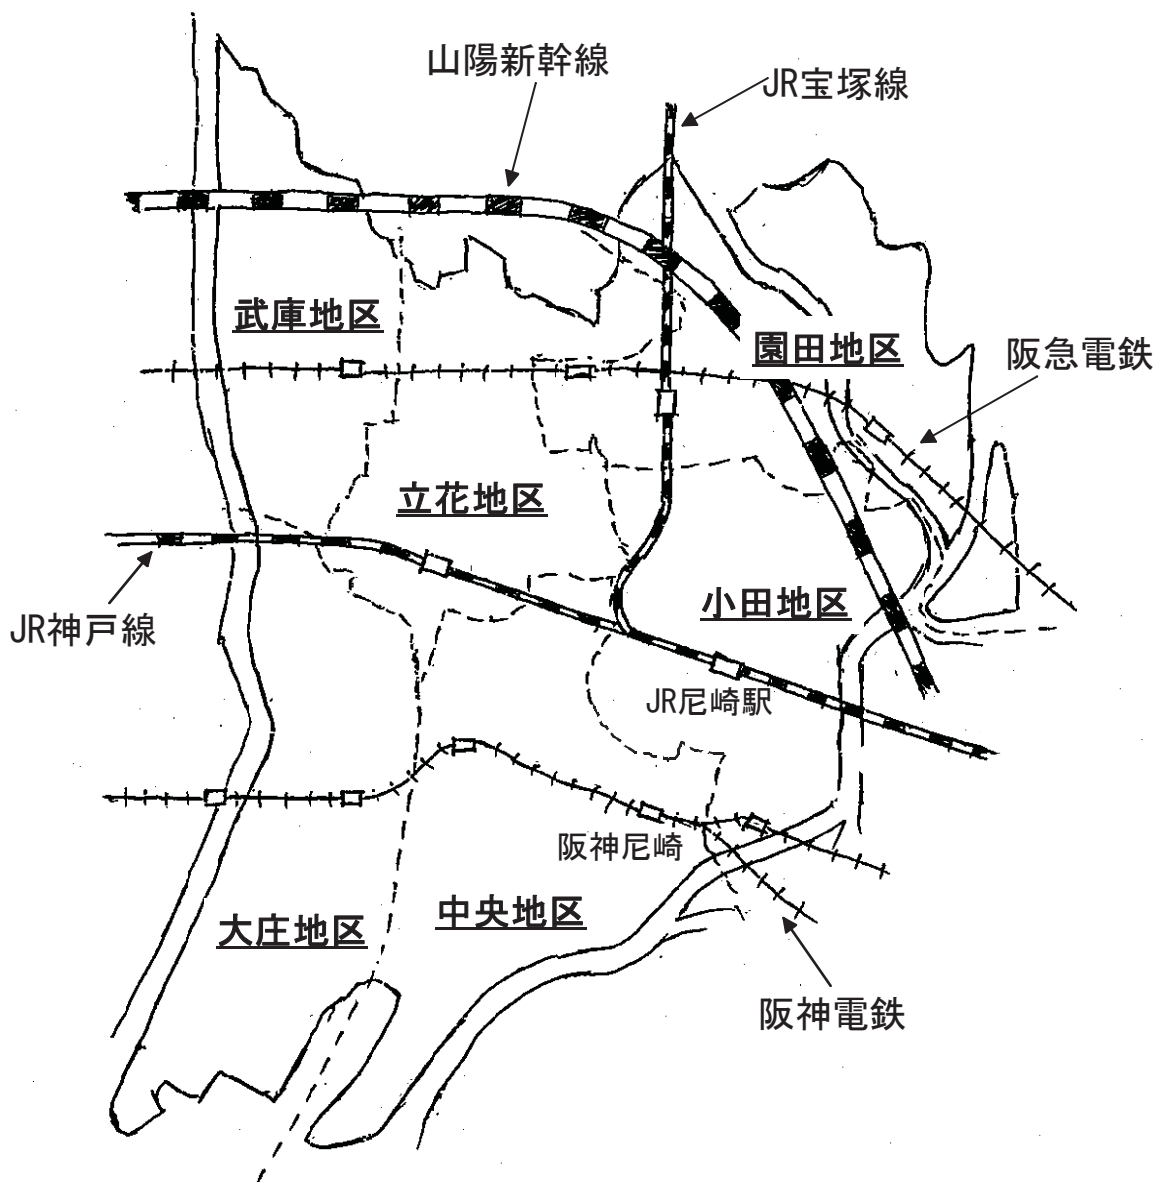 山陽新幹線
JR宝塚線
武庫地区
園田地区
阪急電鉄
立花地区
小田地区
JR神戸線
JR尼崎駅
阪神尼崎
中央地区
大庄地区
阪神電鉄